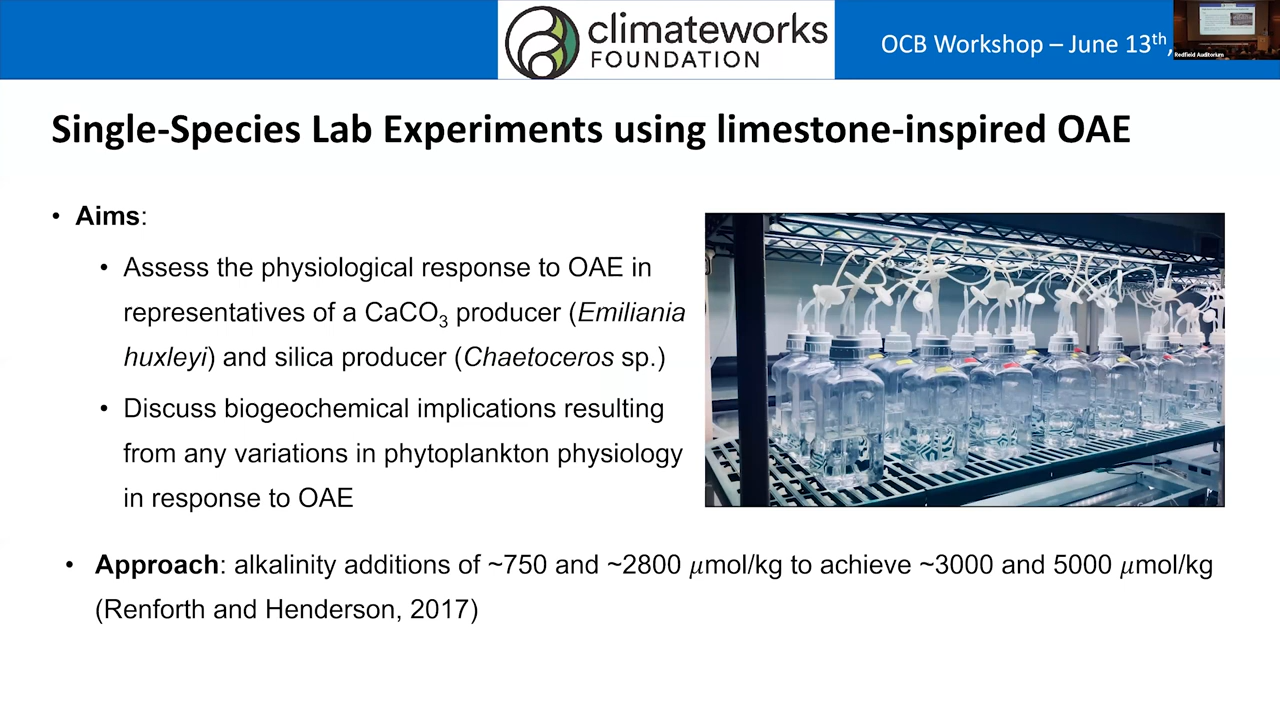 climateworks
FOUNDATION
OCB Workshop – June 13th,
Redfield Auditorium
Single-Species Lab Experiments using limestone-inspired OAE
• Aims:
• Assess the physiological response to OAE in
representatives of a CaCO3 producer (Emiliania
huxleyi) and silica producer (Chaetoceros sp.)
• Discuss biogeochemical implications resulting
from any variations in phytoplankton physiology
in response to OAE
• Approach: alkalinity additions of ~750 and ~2800 𝜇mol/kg to achieve ~3000 and 5000 𝜇mol/kg
(Renforth and Henderson, 2017)